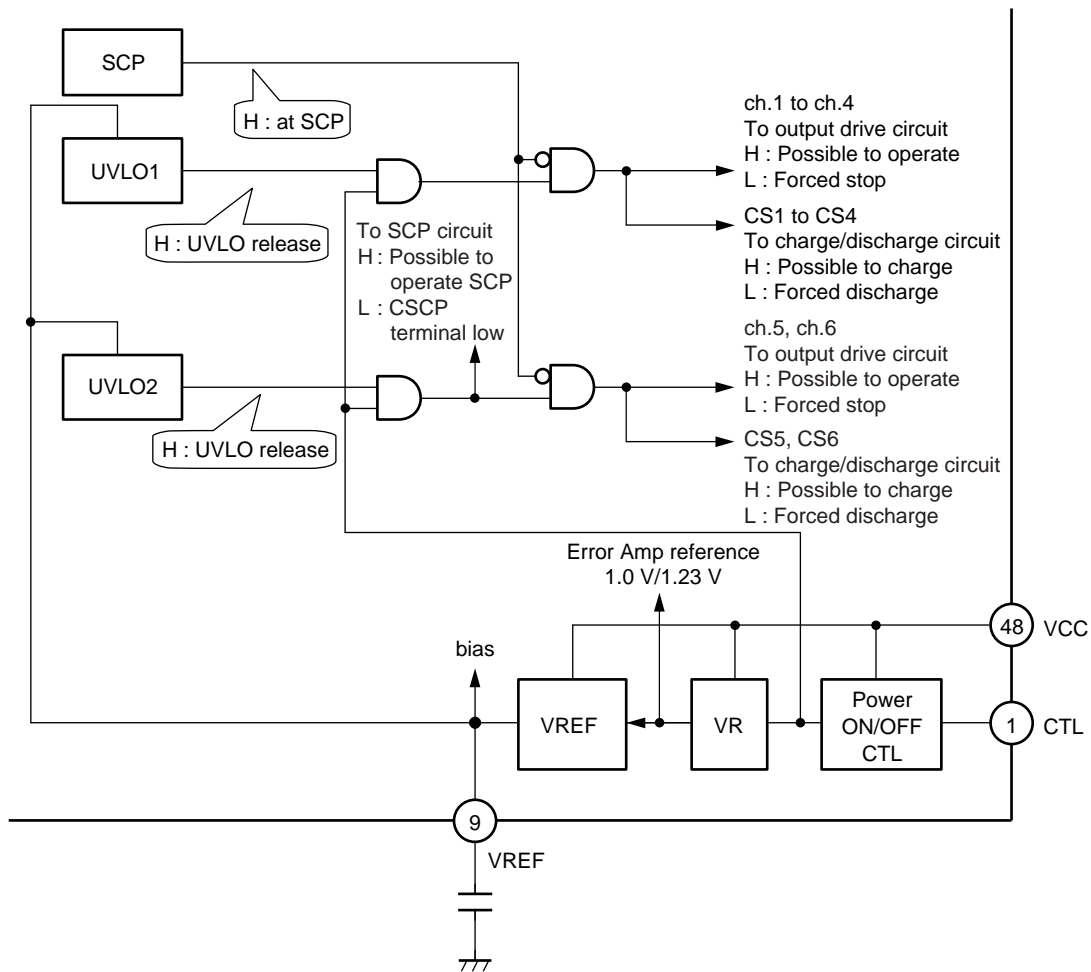 SCP
H : at SCP
UVLO1
H : UVLO release
ch.1 to ch.4
To output drive circuit
H : Possible to operate
L : Forced stop
CS1 to CS4
To charge/discharge circuit
H : Possible to charge
L : Forced discharge
To SCP circuit
H : Possible to
operate SCP
L : CSCP
terminal low
UVLO2
H : UVLO release
ch.5, ch.6
To output drive circuit
H : Possible to operate
L : Forced stop
CS5, CS6
To charge/discharge circuit
H : Possible to charge
L : Forced discharge
Error Amp reference
1.0 V/1.23 V
48
VCC
bias
VREF
VR
Power
ON/OFF
CTL
1
CTL
9
VREF